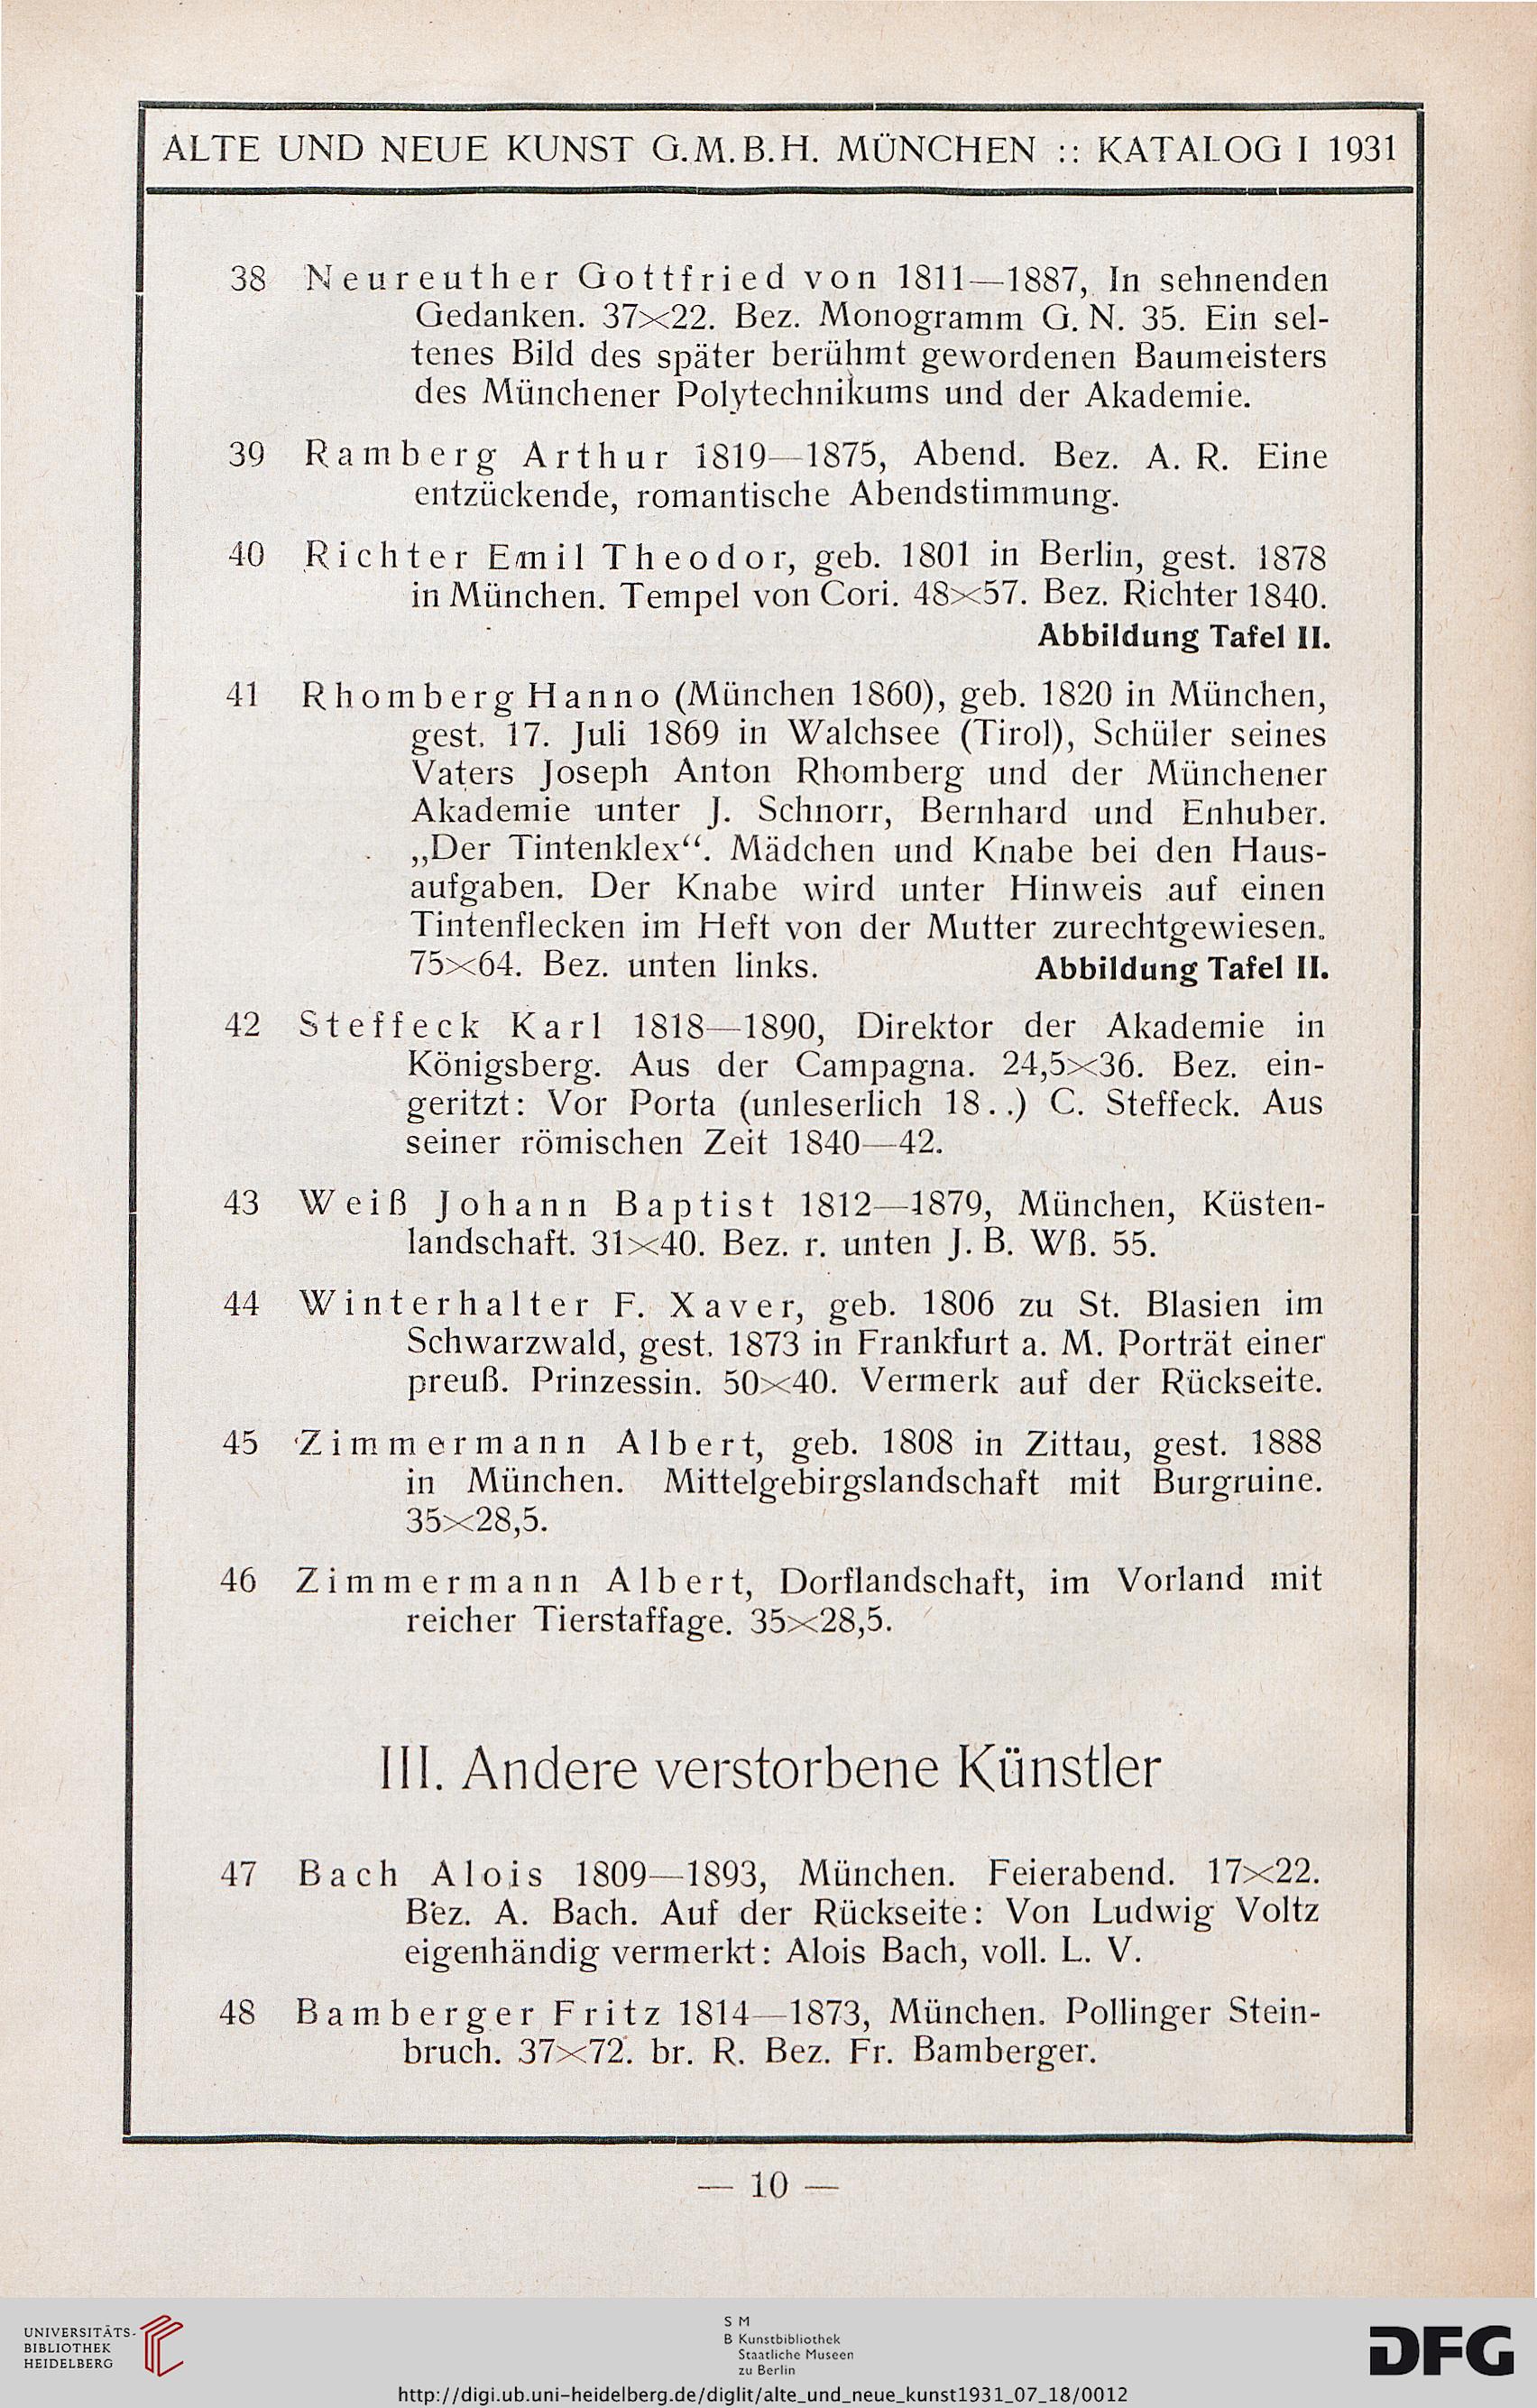 ALTE UND NEUE KUNST G.M.B.H. MÜNCHEN :: KATALOG I 1931
38 Neureuther Gottfried von 1811—1887, In sehnenden
Gedanken. 37×22. Bez. Monogramm G. N. 35. Ein sel-
tenes Bild des später berühmt gewordenen Baumeisters
des Münchener Polytechnikums und der Akademie.
39 Ramberg Arthur 1819—1875, Abend. Bez. A. R. Eine
entzückende, romantische Abendstimmung.
40 Richter Emil Theodor, geb. 1801 in Berlin, gest. 1878
in München. Tempel von Cori. 48×57. Bez. Richter 1840.
Abbildung Tafel II.
41 Rhomberg Hanno (München 1860), geb. 1820 in München,
gest. 17. Juli 1869 in Walchsee (Tirol), Schüler seines
Vaters Joseph Anton Rhomberg und der Münchener
Akademie unter J. Schnorr, Bernhard und Enhuber.
„Der Tintenklex“. Mädchen und Knabe bei den Haus-
aufgaben. Der Knabe wird unter Hinweis auf einen
Tintenflecken im Heft von der Mutter zurechtgewiesen.
75×64. Bez. unten links. Abbildung Tafel II.
42 Steffeck Karl 1818—1890, Direktor der Akademie in
Königsberg. Aus der Campagna. 24,5×36. Bez. ein-
geritzt: Vor Porta (unleserlich 18..) C. Steffeck. Aus
seiner römischen Zeit 1840—42.
43 Weiß Johann Baptist 1812—1879, München, Küsten-
landschaft. 31×40. Bez. r. unten J. B. Wß. 55.
44 Winterhalter F. Xaver, geb. 1806 zu St. Blasien im
Schwarzwald, gest. 1873 in Frankfurt a. M. Porträt einer
preuß. Prinzessin. 50×40. Vermerk auf der Rückseite.
45 Zimmermann Albert, geb. 1808 in Zittau, gest. 1888
in München. Mittelgebirgslandschaft mit Burgruine.
35×28,5.
46 Zimmermann Albert, Dorflandschaft, im Vorland mit
reicher Tierstaffage. 35×28,5.
III. Andere verstorbene Künstler
47 Bach Alois 1809—1893, München. Feierabend. 17×22.
Bez. A. Bach. Auf der Rückseite: Von Ludwig Voltz
eigenhändig vermerkt: Alois Bach, voll. L. V.
48 Bamberger Fritz 1814—1873, München. Pollinger Stein-
bruch. 37×72. br. R. Bez. Fr. Bamberger.
— 10 —
UNIVERSITÄTS-
BIBLIOTHEK
HEIDELBERG
S M
B Kunstbibliothek
Staatliche Museen
zu Berlin
DFG
http://digi.ub.uni-heidelberg.de/diglit/alte_und_neue_kunst1931_07_18/0012